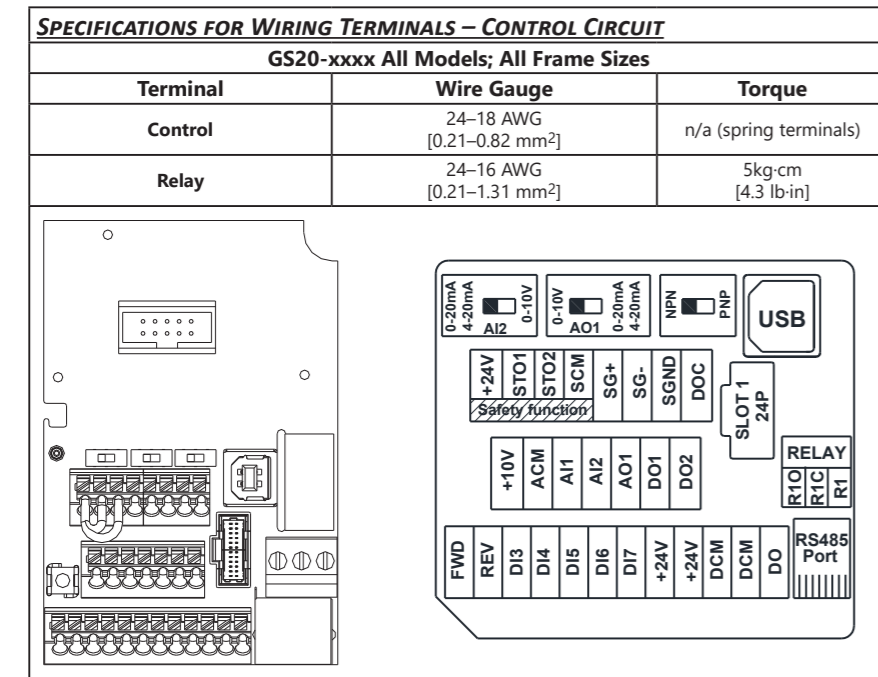 SPECIFICATIONS FOR WIRING TERMINALS – CONTROL CIRCUIT
GS20-xxxx All Models; All Frame Sizes
Terminal Wire Gauge Torque
Control 24–18 AWG [0.21–0.82 mm²] n/a (spring terminals)
Relay 24–16 AWG [0.21–1.31 mm²] 5kg·cm [4.3 lb·in]
0-20mA
4-20mA
AI2
0-10V
0-10V
AO1
0-20mA
4-20mA
NPN
PNP
USB
+24V STO1 STO2 SCM SG+ SG- SGND DOC
Safety function
SLOT 1
24P
+10V ACM AI1 AI2 AO1 DO1 DO2
RELAY
R1O R1C R1
FWD REV DI3 DI4 DI5 DI6 DI7 +24V +24V DCM DCM DO
RS485
Port